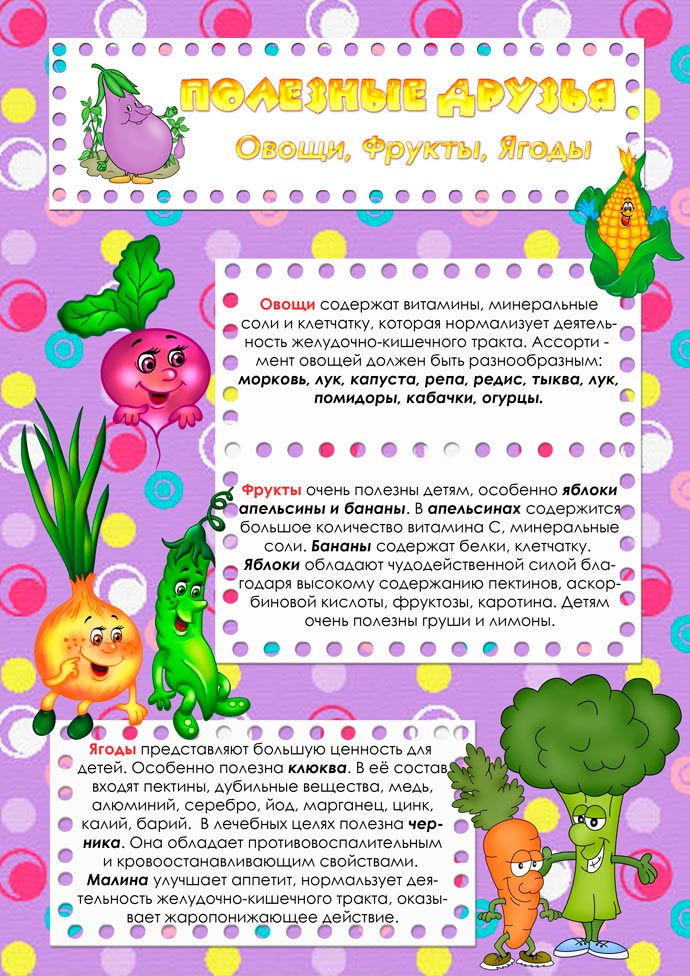 ПОЛЕЗНЫЕ ДРУЗЬЯ
Овощи, Фрукты, Ягоды
Овощи содержат витамины, минеральные
соли и клетчатку, которая нормализует деятель-
ность желудочно-кишечного тракта. Ассорти -
мент овощей должен быть разнообразным:
морковь, лук, капуста, репа, редис, тыква, лук,
помидоры, кабачки, огурцы.
Фрукты очень полезны детям, особенно яблоки
апельсины и бананы. В апельсинах содержится
большое количество витамина С, минеральные
соли. Бананы содержат белки, клетчатку.
Яблоки обладают чудодейственной силой бла-
годаря высокому содержанию пектинов, аскор-
биновой кислоты, фруктозы, каротина. Детям
очень полезны груши и лимоны.
Ягоды представляют большую ценность для
детей. Особенно полезна клюква. В её состав
входят пектины, дубильные вещества, медь,
алюминий, серебро, йод, марганец, цинк,
калий, барий. В лечебных целях полезна чер-
ника. Она обладает противовоспалительным
и кровоостанавливающим свойствами.
Малина улучшает аппетит, нормальзует дея-
тельность желудочно-кишечного тракта, оказы-
вает жаропонижающее действие.